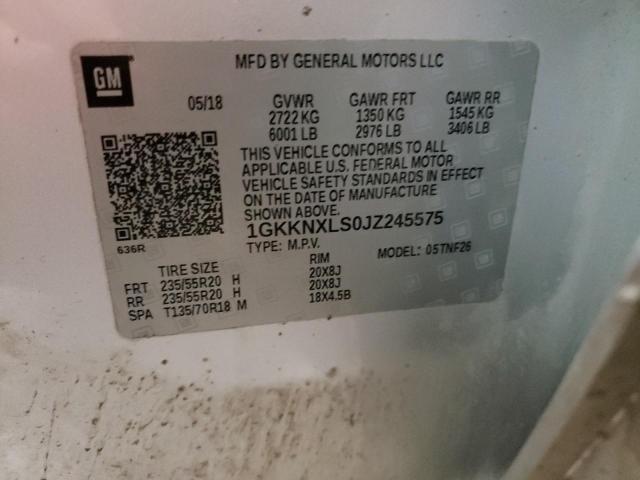 GM
MFD BY GENERAL MOTORS LLC
05/18 GVWR GAWR FRT GAWR RR
2722 KG 1350 KG 1545 KG
6001 LB 2976 LB 3406 LB
THIS VEHICLE CONFORMS TO ALL
APPLICABLE U.S. FEDERAL MOTOR
VEHICLE SAFETY STANDARDS IN EFFECT
ON THE DATE OF MANUFACTURE
SHOWN ABOVE.
1GKKNXLS0JZ245575
636R
TYPE: M.P.V. MODEL: 05TNF26
TIRE SIZE RIM
FRT 235/55R20 H 20X8J
RR 235/55R20 H 20X8J
SPA T135/70R18 M 18X4.5B